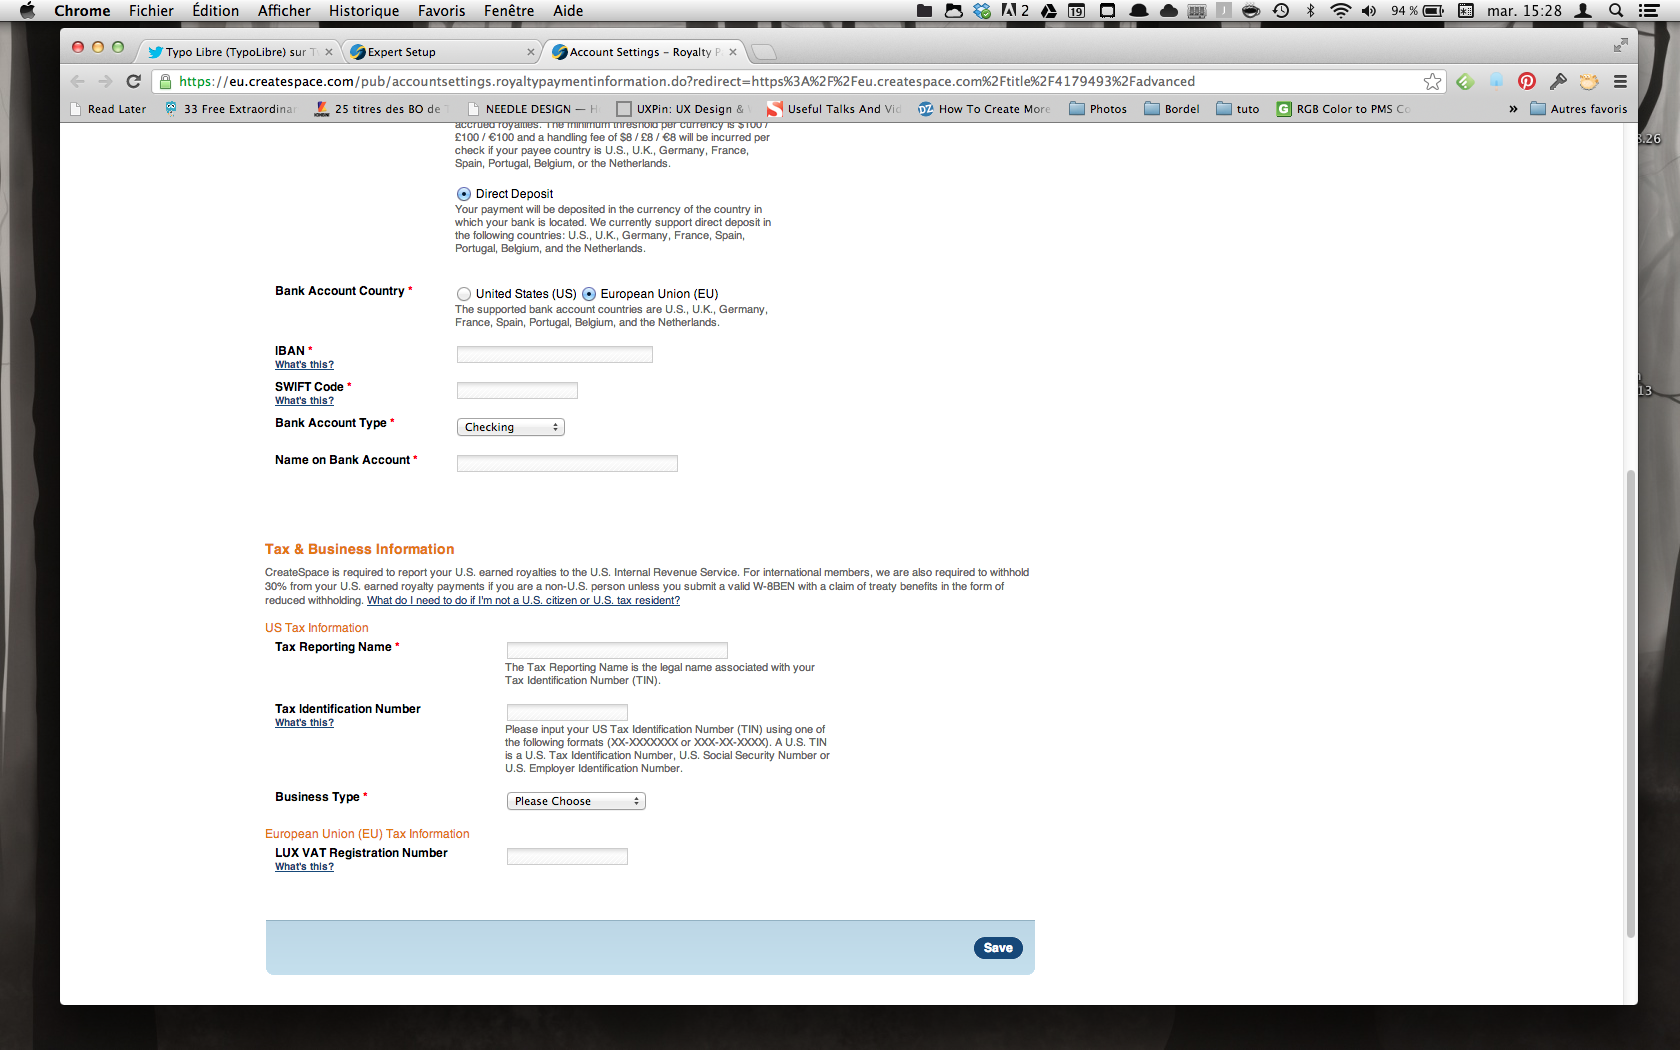 Chrome Fichier Édition Afficher Historique Favoris Fenêtre Aide 2 19 94 % mar. 15:28
Typo Libre (TypoLibre) sur T Expert Setup Account Settings – Royalty P
https://eu.createspace.com/pub/accountsettings.royaltypaymentinformation.do?redirect=https%3A%2F%2Feu.createspace.com%2Ftitle%2F4179493%2Fadvanced
Read Later 33 Free Extraordina 25 titres des BO de NEEDLE DESIGN — H UXPin: UX Design & Useful Talks And Vid How To Create More Photos Bordel tuto RGB Color to PMS Co » Autres favoris
accrued royalties. The minimum threshold per currency is $100 /
£100 / €100 and a handling fee of $8 / £8 / €8 will be incurred per
check if your payee country is U.S., U.K., Germany, France,
Spain, Portugal, Belgium, or the Netherlands.
Direct Deposit
Your payment will be deposited in the currency of the country in
which your bank is located. We currently support direct deposit in
the following countries: U.S., U.K., Germany, France, Spain,
Portugal, Belgium, and the Netherlands.
Bank Account Country * United States (US) European Union (EU)
The supported bank account countries are U.S., U.K., Germany,
France, Spain, Portugal, Belgium, and the Netherlands.
IBAN *
What's this?
SWIFT Code *
What's this?
Bank Account Type * Checking
Name on Bank Account *
Tax & Business Information
CreateSpace is required to report your U.S. earned royalties to the U.S. Internal Revenue Service. For international members, we are also required to withhold
30% from your U.S. earned royalty payments if you are a non-U.S. person unless you submit a valid W-8BEN with a claim of treaty benefits in the form of
reduced withholding. What do I need to do if I'm not a U.S. citizen or U.S. tax resident?
US Tax Information
Tax Reporting Name *
The Tax Reporting Name is the legal name associated with your
Tax Identification Number (TIN).
Tax Identification Number
What's this?
Please input your US Tax Identification Number (TIN) using one of
the following formats (XX-XXXXXXX or XXX-XX-XXXX). A U.S. TIN
is a U.S. Tax Identification Number, U.S. Social Security Number or
U.S. Employer Identification Number.
Business Type * Please Choose
European Union (EU) Tax Information
LUX VAT Registration Number
What's this?
Save
8.26
13